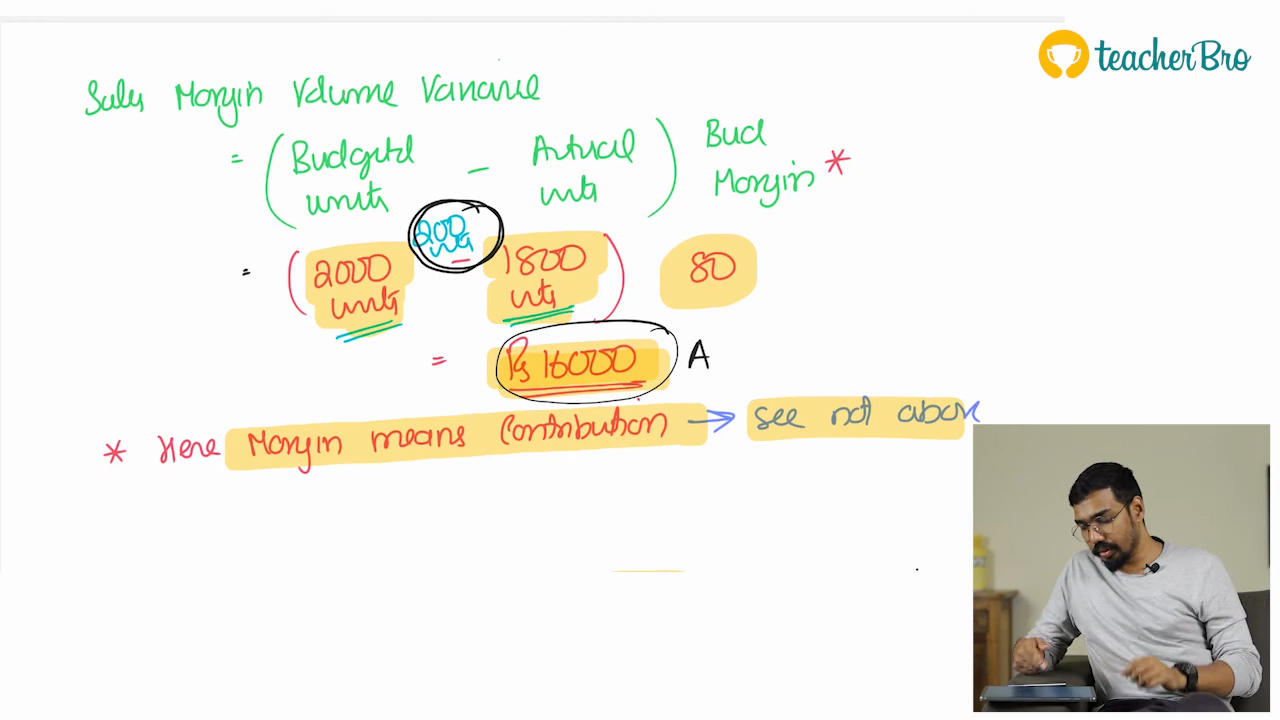 teacherBro
Sales Margin Volume Variance
= ( Budgeted units - Actual units ) Bud Margin *
200 units
= ( 2000 units 1800 units ) 80
= Rs 16000 A
* Here Margin means Contribution → see not above